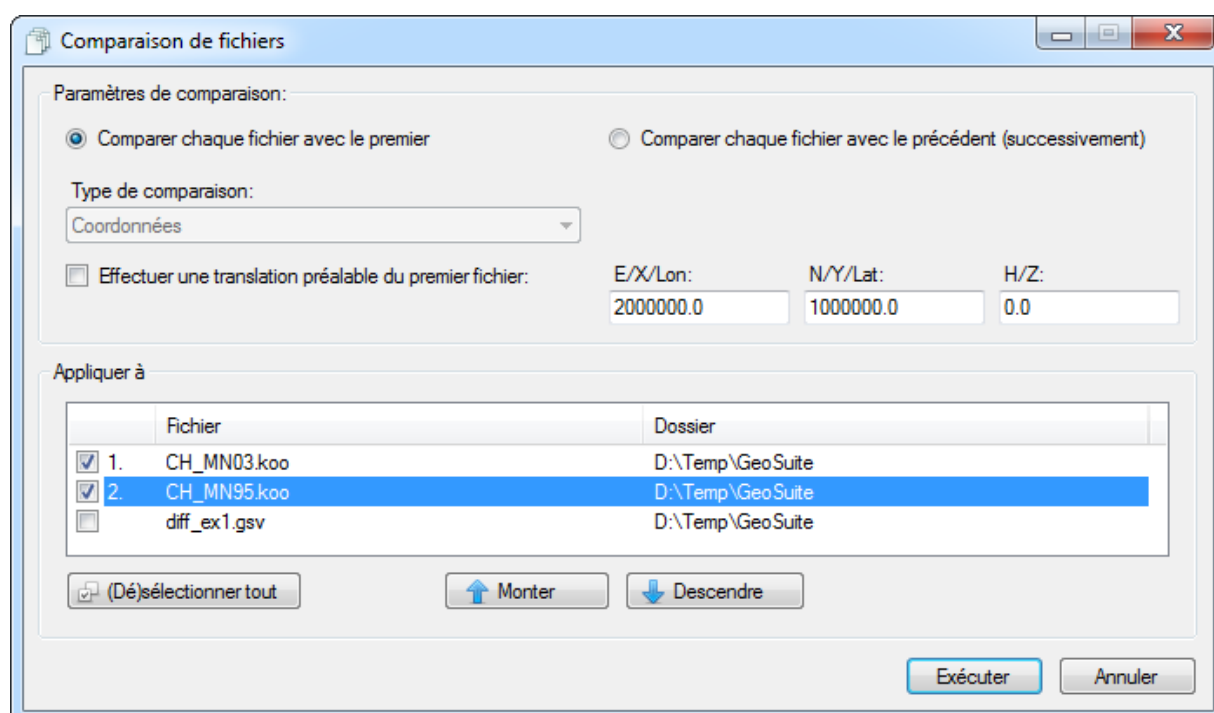 Comparaison de fichiers
Paramètres de comparaison:
Comparer chaque fichier avec le premier
Comparer chaque fichier avec le précédent (successivement)
Type de comparaison:
Coordonnées
Effectuer une translation préalable du premier fichier:
E/X/Lon: N/Y/Lat: H/Z:
2000000.0 1000000.0 0.0
Appliquer à
Fichier Dossier
1. CH_MN03.koo D:\Temp\GeoSuite
2. CH_MN95.koo D:\Temp\GeoSuite
diff_ex1.gsv D:\Temp\GeoSuite
(Dé)sélectionner tout Monter Descendre
Exécuter Annuler